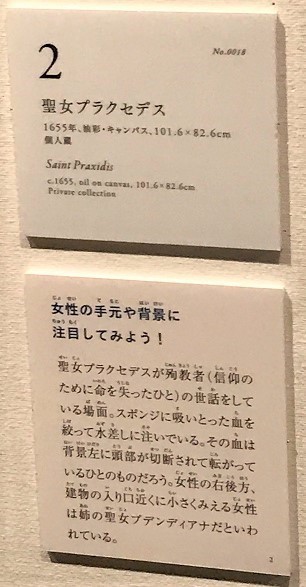 2
No.0018
聖女プラクセデス
1655年、油彩・キャンバス、101.6×82.6cm
個人蔵
Saint Praxidis
c.1655, oil on canvas, 101.6×82.6cm
Private collection
女性の手元や背景に
注目してみよう！
聖女プラクセデスが殉教者（信仰の
ために命を失ったひと）の世話をして
いる場面。スポンジに吸いとった血を
絞って水差しに注いでいる。その血は
背景左に頭部が切断されて転がって
いるひとのものだろう。女性の右後方、
建物の入り口近くに小さくみえる女性
は姉の聖女プデンディアナだといわ
れている。